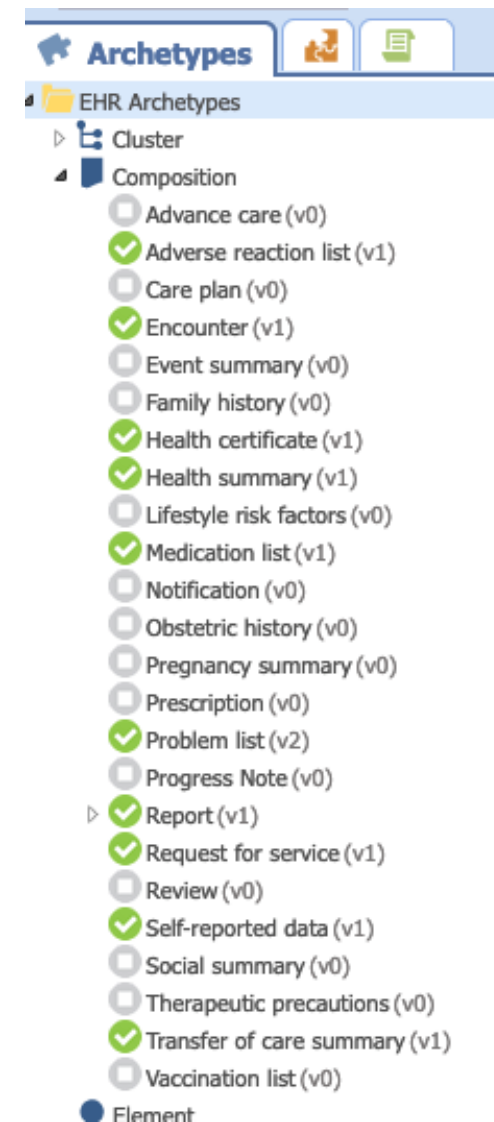 Archetypes
EHR Archetypes
Cluster
Composition
Advance care (v0)
Adverse reaction list (v1)
Care plan (v0)
Encounter (v1)
Event summary (v0)
Family history (v0)
Health certificate (v1)
Health summary (v1)
Lifestyle risk factors (v0)
Medication list (v1)
Notification (v0)
Obstetric history (v0)
Pregnancy summary (v0)
Prescription (v0)
Problem list (v2)
Progress Note (v0)
Report (v1)
Request for service (v1)
Review (v0)
Self-reported data (v1)
Social summary (v0)
Therapeutic precautions (v0)
Transfer of care summary (v1)
Vaccination list (v0)
Element